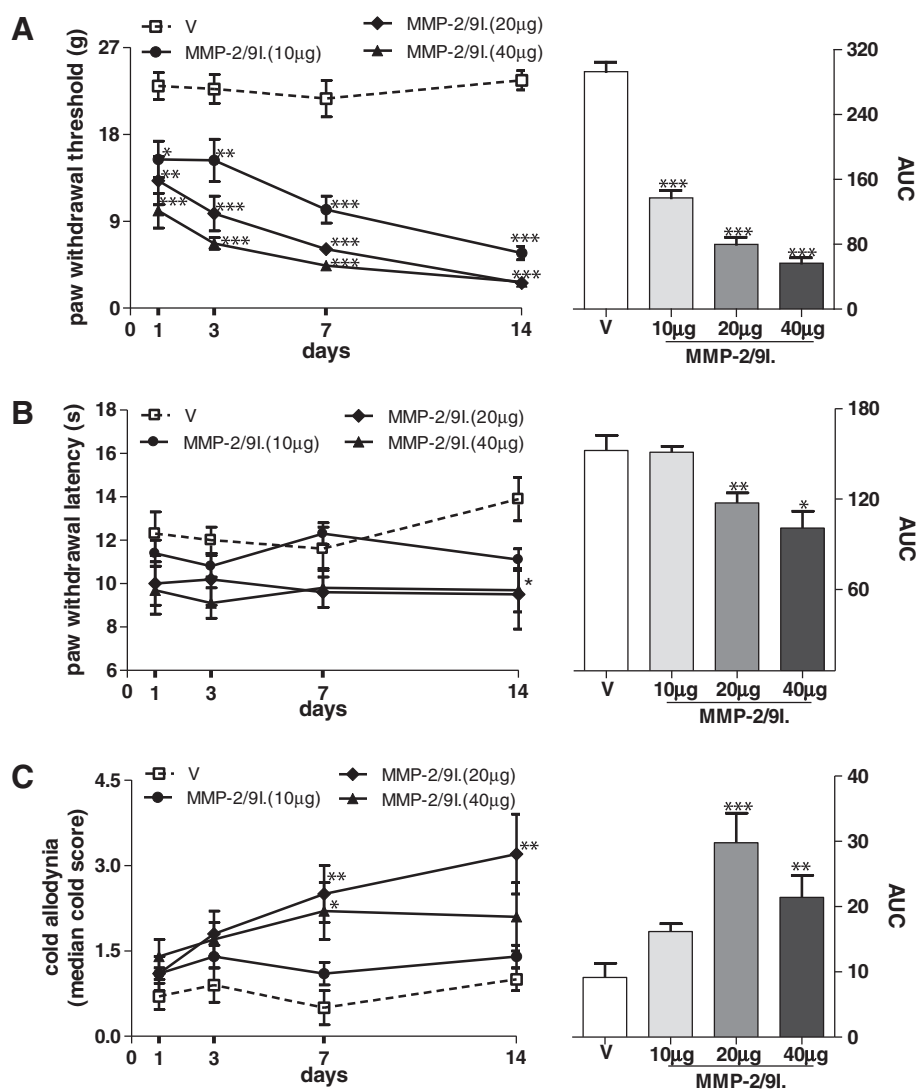 A
V
MMP-2/9I.(10µg)
MMP-2/9I.(20µg)
MMP-2/9I.(40µg)
paw withdrawal threshold (g)
27
18
9
0
* ** ***
** *** ***
*** *** ***
*** ***
0 1 3 7 14
days
*** *** ***
320
160
80
0
AUC
V 10µg 20µg 40µg
MMP-2/9I.
B
V
MMP-2/9I.(10µg)
MMP-2/9I.(20µg)
MMP-2/9I.(40µg)
paw withdrawal latency (s)
18
16
14
12
10
8
6
*
0 1 3 7 14
days
** *
180
120
60
AUC
V 10µg 20µg 40µg
MMP-2/9I.
C
V
MMP-2/9I.(10µg)
MMP-2/9I.(20µg)
MMP-2/9I.(40µg)
cold allodynia
(median cold score)
4.5
3.0
1.5
0.0
** **
*
0 1 3 7 14
days
*** **
40
30
20
10
0
AUC
V 10µg 20µg 40µg
MMP-2/9I.